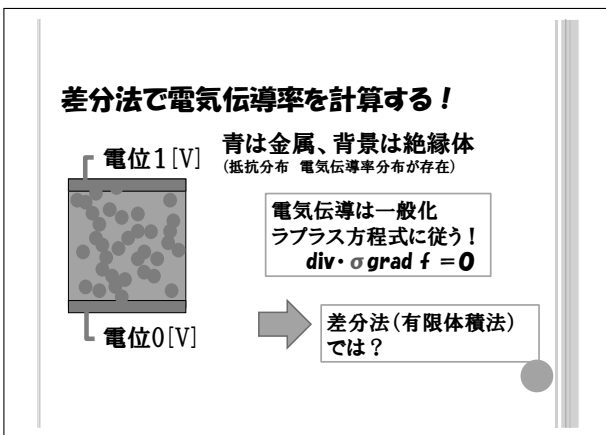 差分法で電気伝導率を計算する!
電位1[V]
青は金属、背景は絶縁体
(抵抗分布 電気伝導率分布が存在)
電気伝導は一般化
ラプラス方程式に従う!
div・σgrad f =0
差分法(有限体積法)
では?
電位0[V]